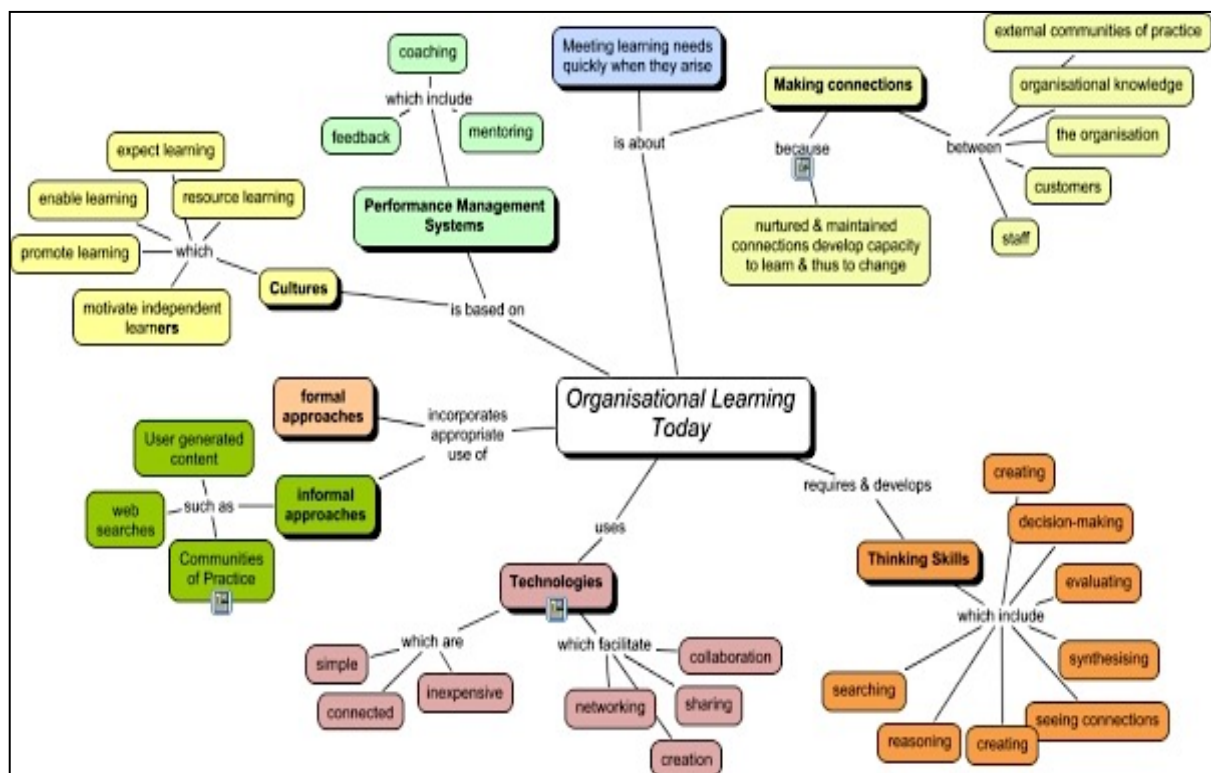 external communities of practice
coaching
Meeting learning needs
quickly when they arise
Making connections
organisational knowledge
which include
feedback
mentoring
is about
because
between
the organisation
customers
staff
expect learning
enable learning
resource learning
which
promote learning
motivate independent
learners
Cultures
Performance Management
Systems
is based on
nurtured & maintained
connections develop capacity
to learn & thus to change
Organisational Learning
Today
formal
approaches
incorporates
appropriate
use of
User generated
content
such as
web
searches
informal
approaches
Communities
of Practice
uses
requires & develops
Technologies
which are
simple
connected
inexpensive
which facilitate
collaboration
networking
sharing
creation
Thinking Skills
creating
decision-making
evaluating
which include
synthesising
searching
reasoning
creating
seeing connections